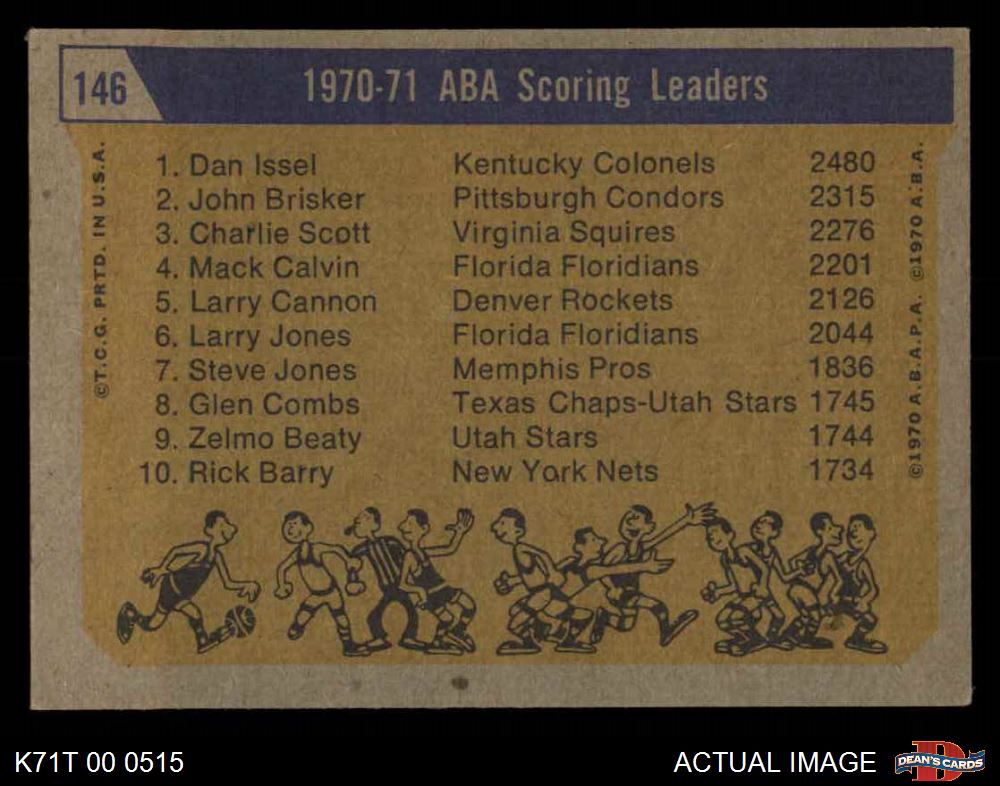 146
1970-71 ABA Scoring Leaders
1. Dan Issel Kentucky Colonels 2480
2. John Brisker Pittsburgh Condors 2315
3. Charlie Scott Virginia Squires 2276
4. Mack Calvin Florida Floridians 2201
5. Larry Cannon Denver Rockets 2126
6. Larry Jones Florida Floridians 2044
7. Steve Jones Memphis Pros 1836
8. Glen Combs Texas Chaps-Utah Stars 1745
9. Zelmo Beaty Utah Stars 1744
10. Rick Barry New York Nets 1734
©T.C.G. PRTD. IN U.S.A.
©1970 A.B.A.P.A. ©1970 A.B.A.
K71T 00 0515
ACTUAL IMAGE
D
DEAN'S CARDS